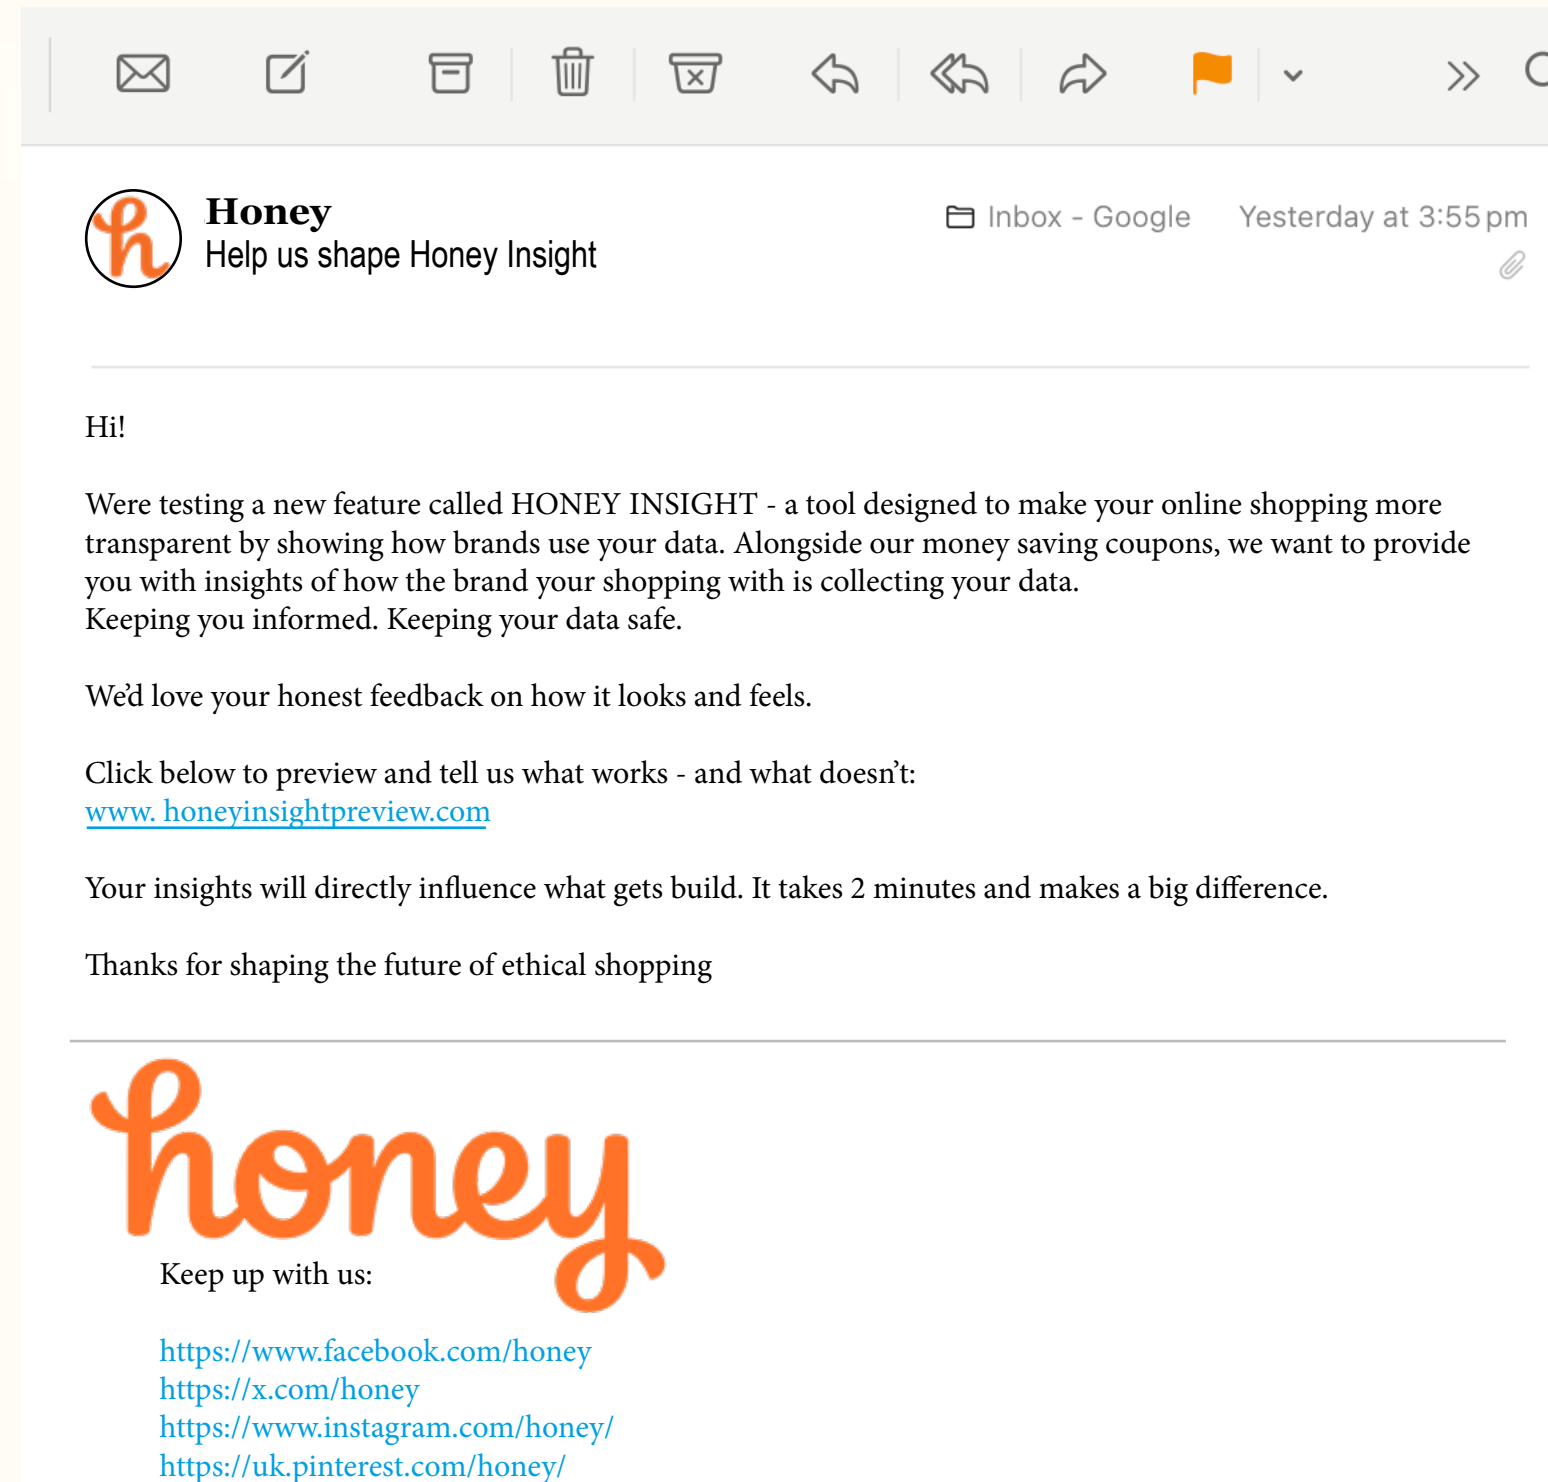 Honey
Help us shape Honey Insight
Inbox - Google Yesterday at 3:55 pm
Hi!
Were testing a new feature called HONEY INSIGHT - a tool designed to make your online shopping more
transparent by showing how brands use your data. Alongside our money saving coupons, we want to provide
you with insights of how the brand your shopping with is collecting your data.
Keeping you informed. Keeping your data safe.
We'd love your honest feedback on how it looks and feels.
Click below to preview and tell us what works - and what doesn't:
www. honeyinsightpreview.com
Your insights will directly influence what gets build. It takes 2 minutes and makes a big difference.
Thanks for shaping the future of ethical shopping
honey
Keep up with us:
https://www.facebook.com/honey
https://x.com/honey
https://www.instagram.com/honey/
https://uk.pinterest.com/honey/